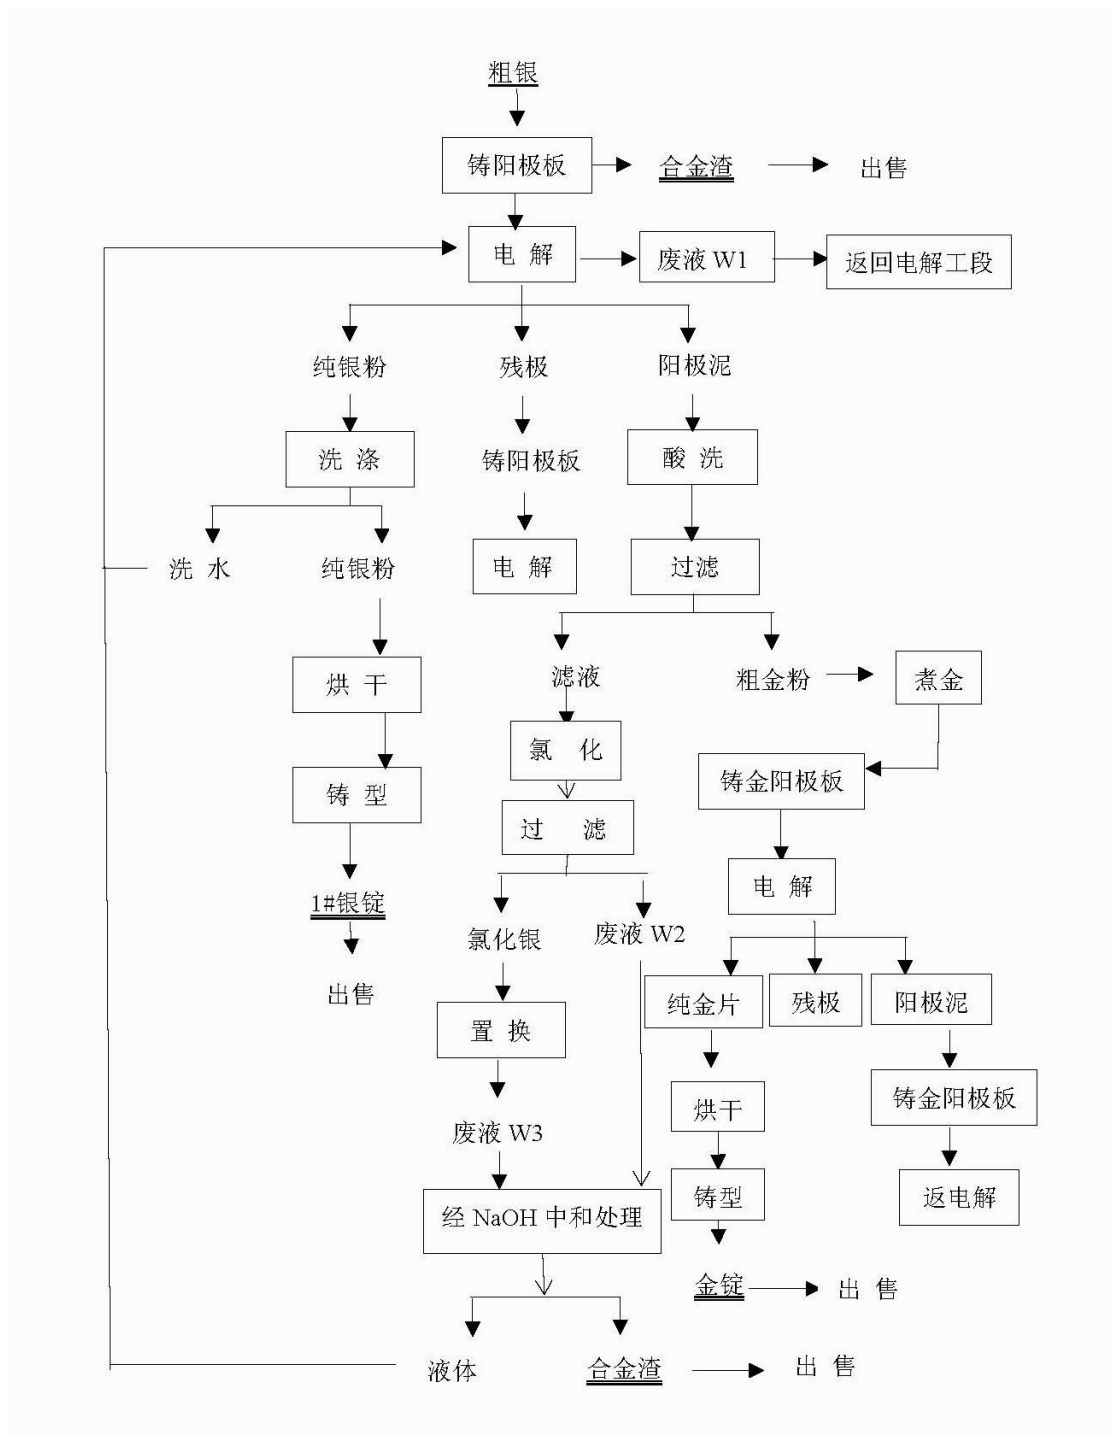 粗银
铸阳极板
合金渣
出售
电 解
废液 W1
返回电解工段
纯银粉
残极
阳极泥
洗 涤
铸阳极板
酸 洗
洗 水
纯银粉
电 解
过滤
烘 干
滤液
粗金粉
煮金
氯 化
铸 型
铸金阳极板
过 滤
电 解
1#银锭
氯化银
废液 W2
出售
纯金片
残极
阳极泥
置 换
烘干
铸金阳极板
废液 W3
铸型
返电解
经 NaOH 中和处理
金锭
出 售
液体
合金渣
出 售